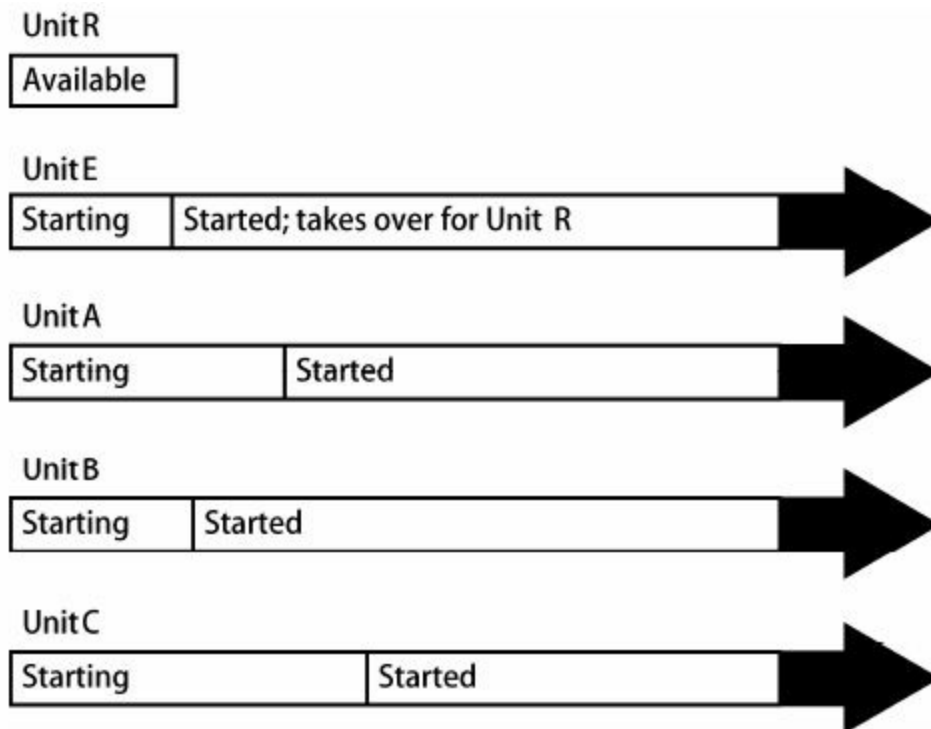 Unit R
Available
Unit E
Starting Started; takes over for Unit R
Unit A
Starting Started
Unit B
Starting Started
Unit C
Starting Started